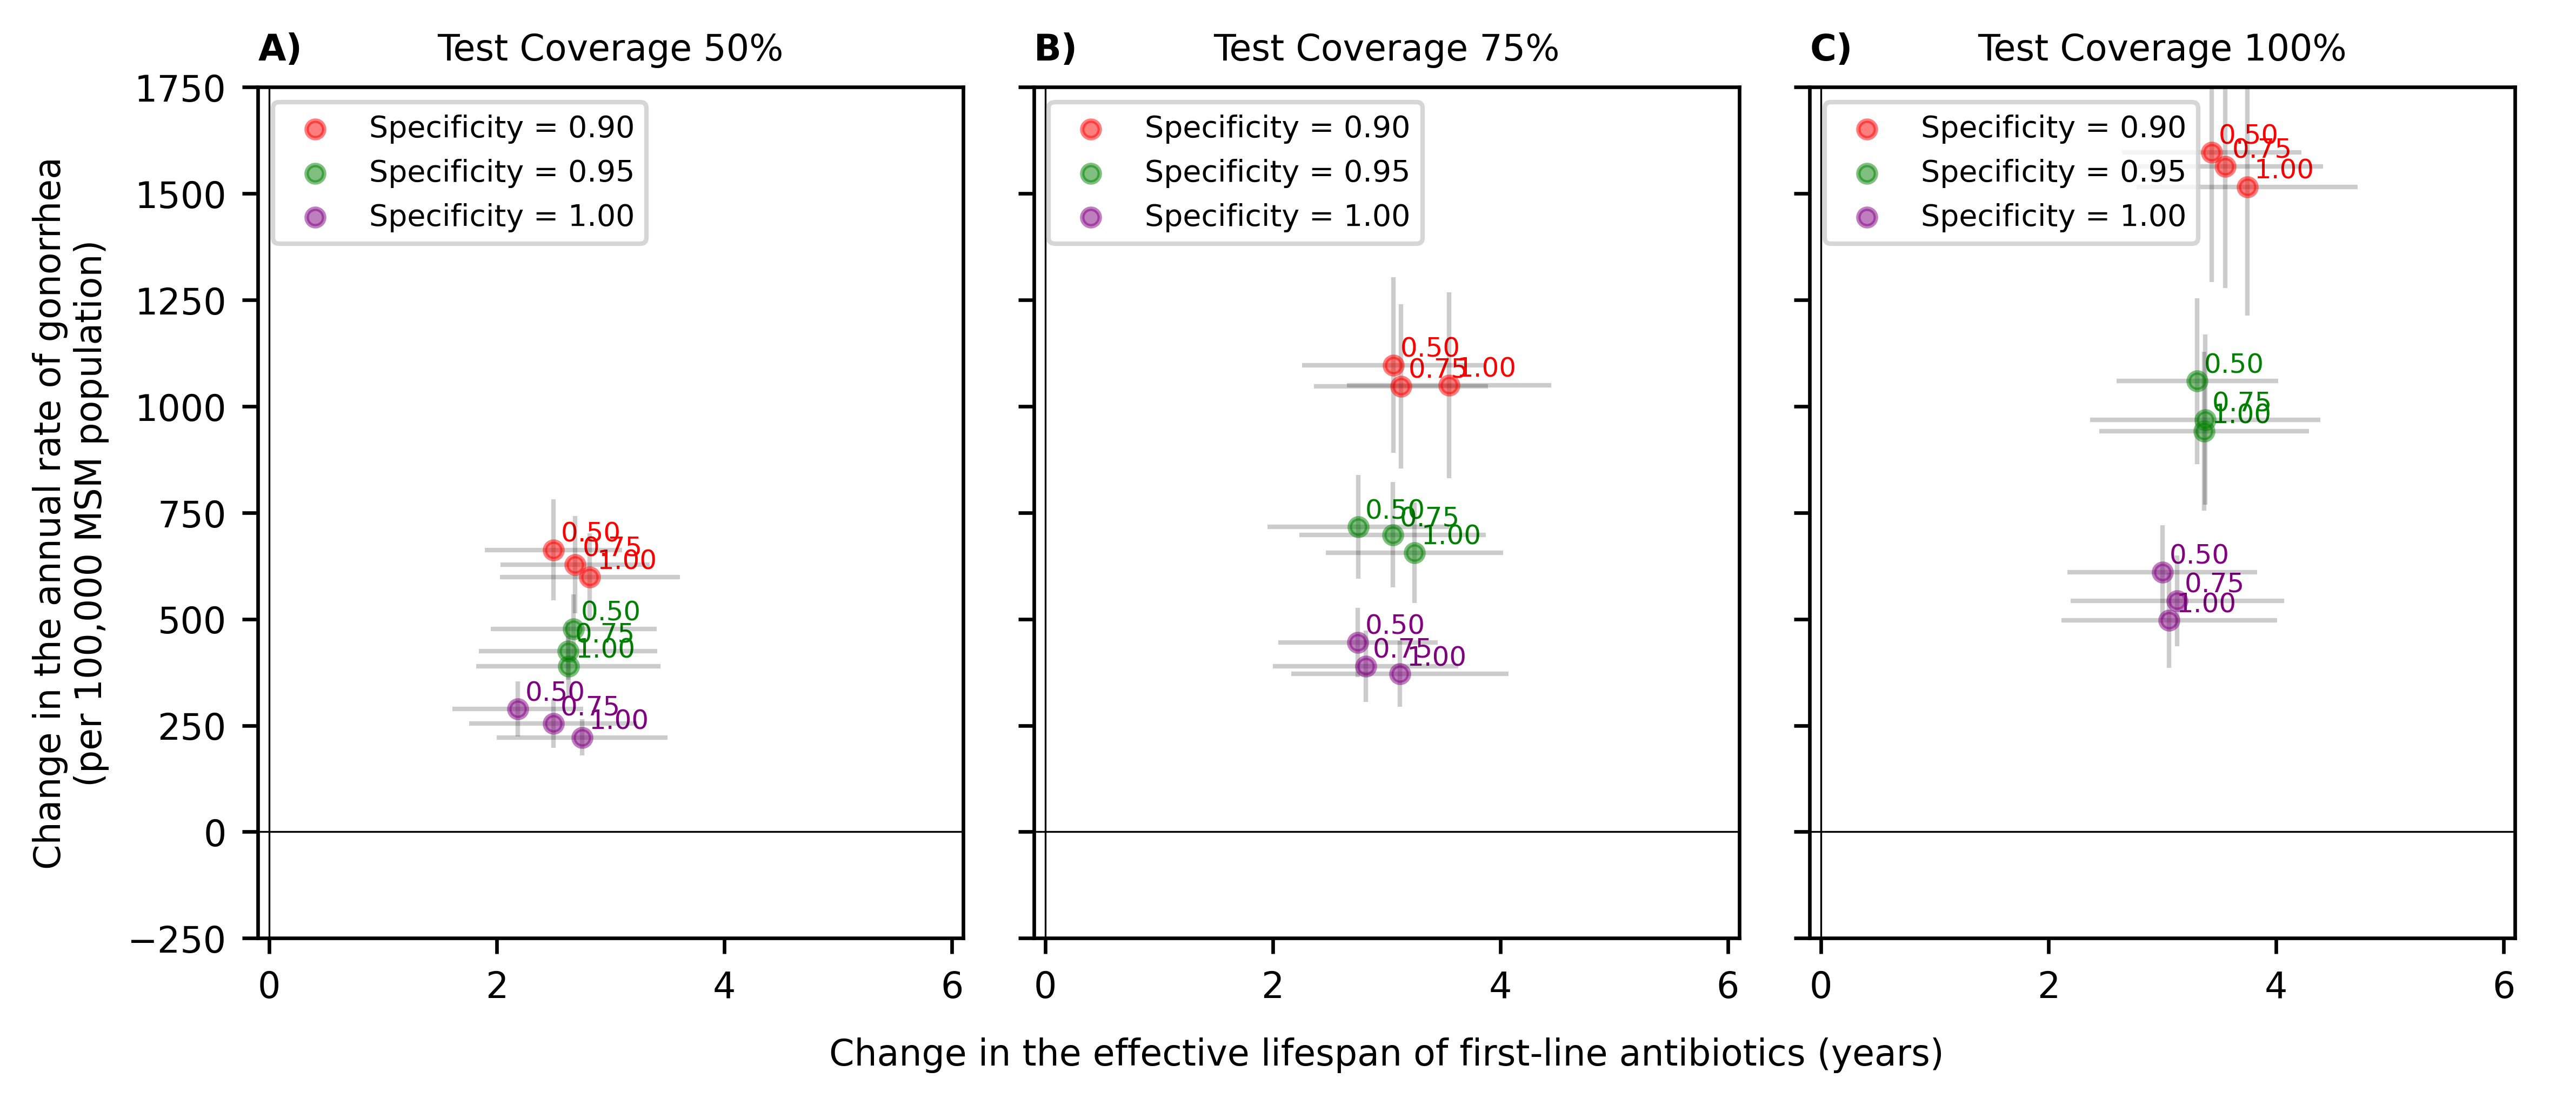 A) Test Coverage 50%
B) Test Coverage 75%
C) Test Coverage 100%
Change in the annual rate of gonorrhea
(per 100,000 MSM population)
1750
1500
1250
1000
750
500
250
0
−250
Specificity = 0.90
Specificity = 0.95
Specificity = 1.00
0.50
0.75
1.00
0.50
0.75
1.00
0.50
0.75
1.00
0 2 4 6
Specificity = 0.90
Specificity = 0.95
Specificity = 1.00
0.50
0.75
1.00
0.50
0.75
1.00
0.50
0.75
1.00
0 2 4 6
Specificity = 0.90
Specificity = 0.95
Specificity = 1.00
0.50
0.75
1.00
0.50
0.75
1.00
0.50
0.75
1.00
0 2 4 6
Change in the effective lifespan of first-line antibiotics (years)